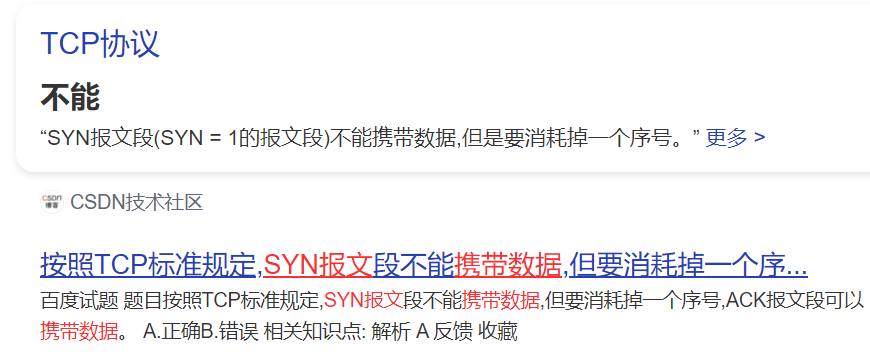 TCP协议
不能
“SYN报文段(SYN = 1的报文段)不能携带数据,但是要消耗掉一个序号。” 更多 >
CSDN技术社区
按照TCP标准规定,SYN报文段不能携带数据,但要消耗掉一个序...
百度试题 题目按照TCP标准规定,SYN报文段不能携带数据,但要消耗掉一个序号,ACK报文段可以
携带数据。 A.正确B.错误 相关知识点: 解析 A 反馈 收藏